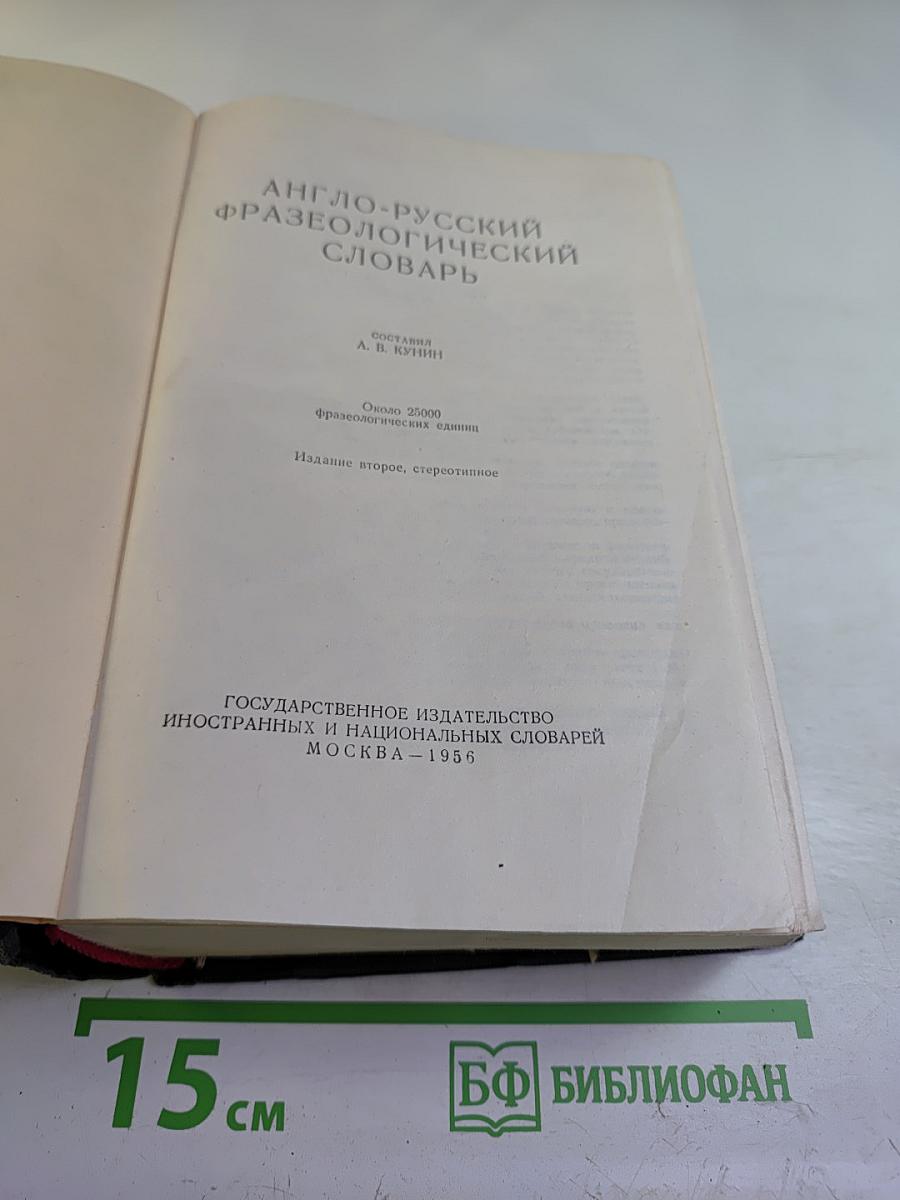 АНГЛО-РУССКИЙ
ФРАЗЕОЛОГИЧЕСКИЙ
СЛОВАРЬ
СОСТАВИЛ
А. В. КУНИН
Около 25000
фразеологических единиц
Издание второе, стереотипное
ГОСУДАРСТВЕННОЕ ИЗДАТЕЛЬСТВО
ИНОСТРАННЫХ И НАЦИОНАЛЬНЫХ СЛОВАРЕЙ
МОСКВА — 1956
15 см
БФ БИБЛИОФАН